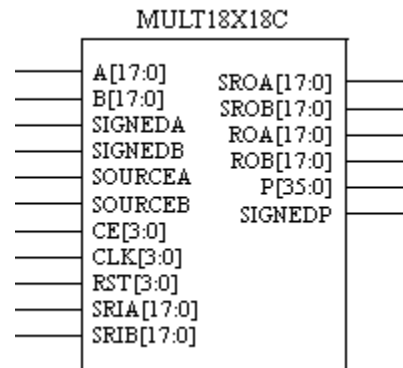 MULT18X18C
A[17:0]
B[17:0]
SIGNEDA
SIGNEDB
SOURCEA
SOURCEB
CE[3:0]
CLK[3:0]
RST[3:0]
SRIA[17:0]
SRIB[17:0]
SROA[17:0]
SROB[17:0]
ROA[17:0]
ROB[17:0]
P[35:0]
SIGNEDP